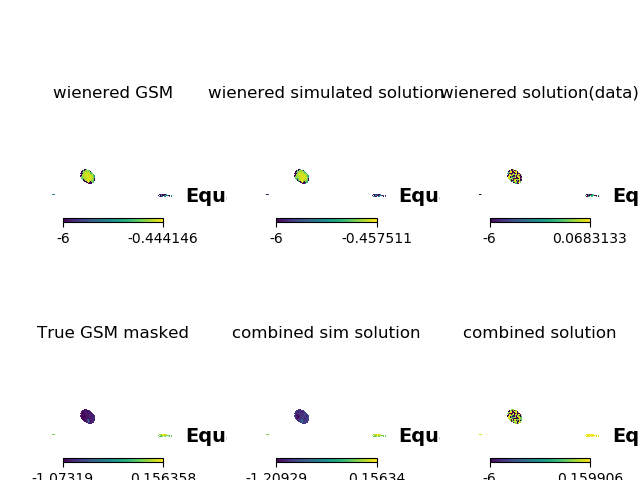 wienered GSM
wienered simulated solution
wienered solution(data)
Equ
Equ
Eq
-6
-0.444146
-6
-0.457511
-6
0.0683133
True GSM masked
combined sim solution
combined solution
Equ
Equ
Eq
-1.07319
0.156358
-1.20929
0.15634
-6
0.159906